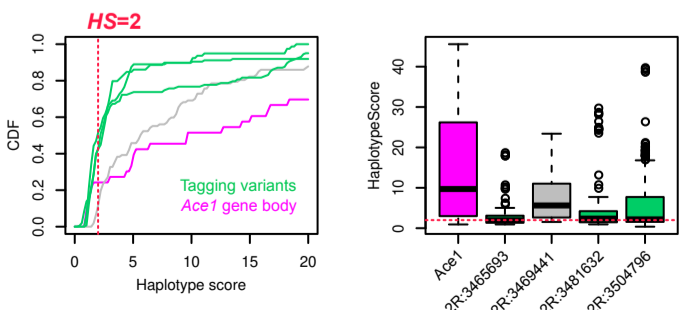 HS=2
1.0
0.8
0.6
0.4
0.2
0.0
CDF
Tagging variants
Ace1 gene body
0 5 10 15 20
Haplotype score
40
30
20
10
0
HaplotypeScore
Ace1
2R:3465693
2R:3469441
2R:3481632
2R:3504796